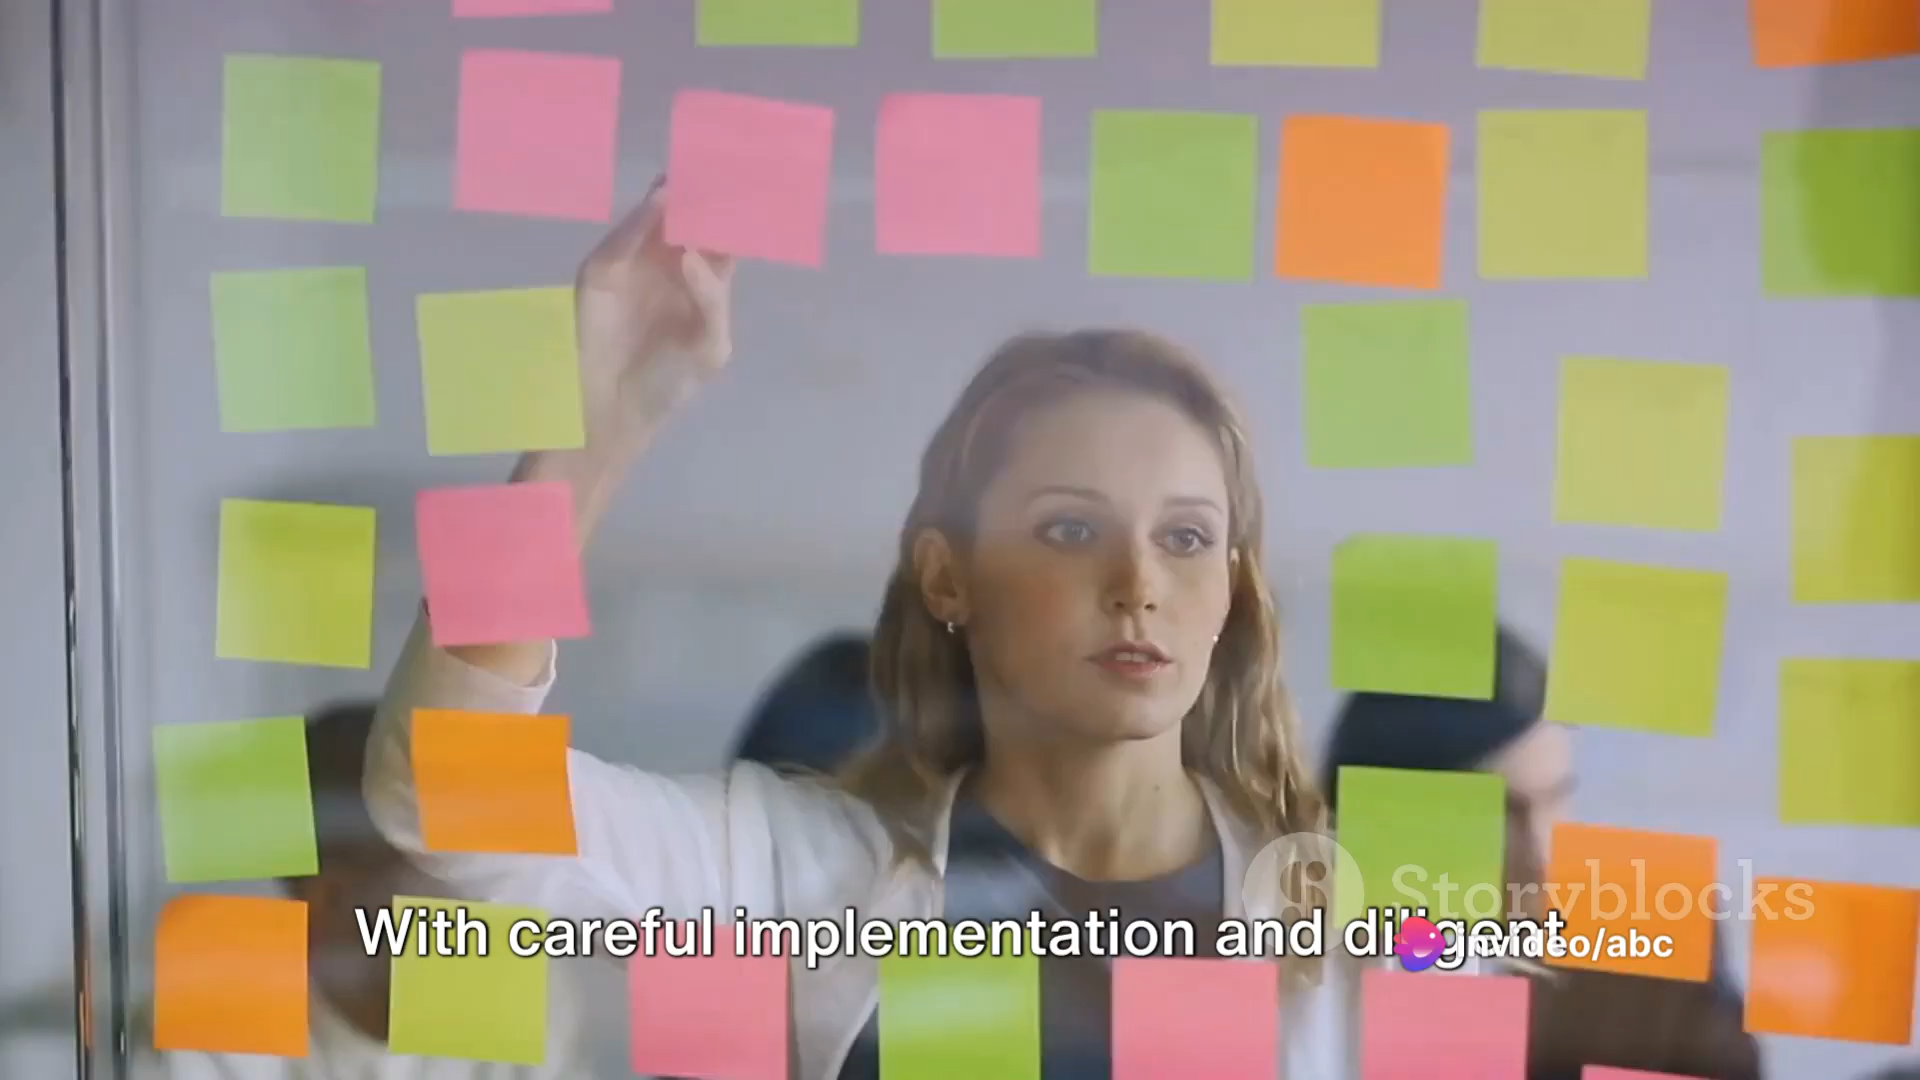 Storyblocks
With careful implementation and diligent
invideo/abc